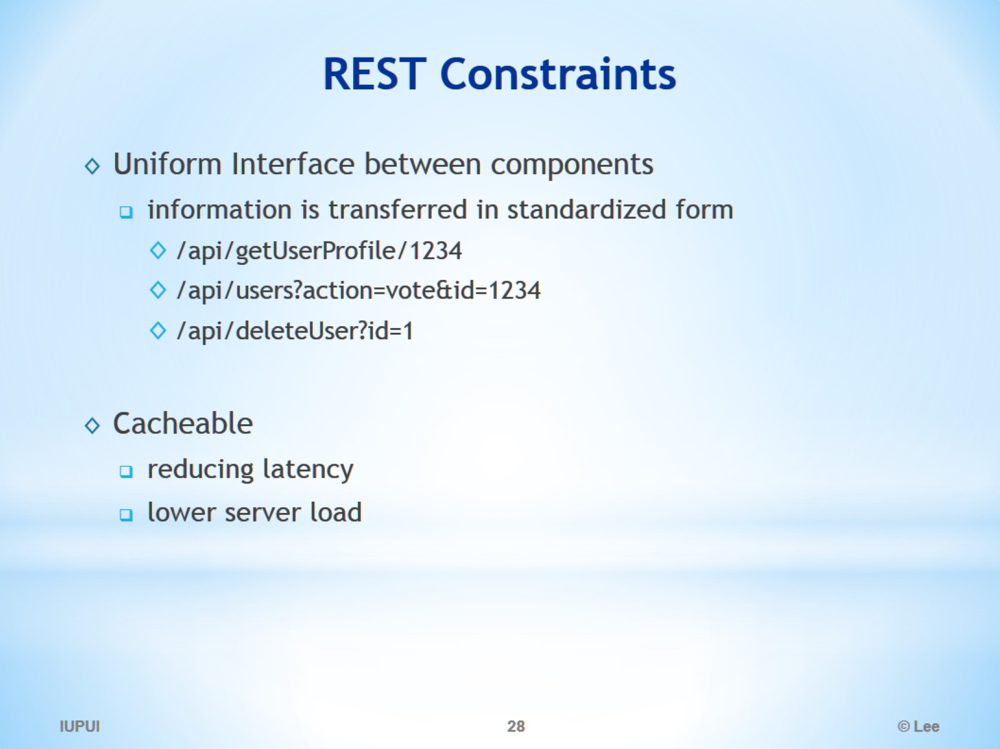 REST Constraints
Uniform Interface between components
information is transferred in standardized form
/api/getUserProfile/1234
/api/users?action=vote&id=1234
/api/deleteUser?id=1
Cacheable
reducing latency
lower server load
IUPUI
28
© Lee